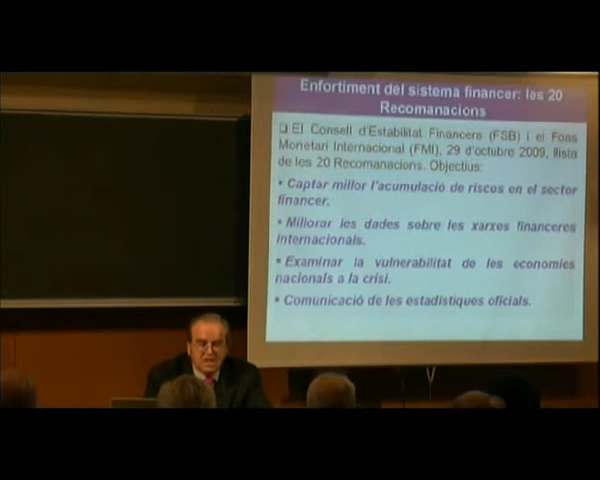 Enfortiment del sistema financer: les 20
Recomanacions
❑El Consell d'Estabilitat Financera (FSB) i el Fons
Monetari Internacional (FMI), 29 d'octubre 2009, llista
de les 20 Recomanacions. Objectius:
• Captar millor l'acumulació de riscos en el sector
financer.
• Millorar les dades sobre les xarxes financeres
internacionals.
• Examinar la vulnerabilitat de les economies
nacionals a la crisi.
• Comunicació de les estadístiques oficials.